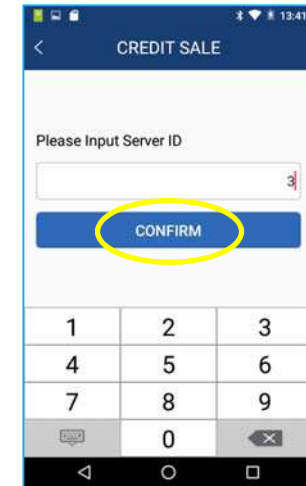 13:41
CREDIT SALE
Please Input Server ID
3
CONFIRM
1 2 3
4 5 6
7 8 9
0